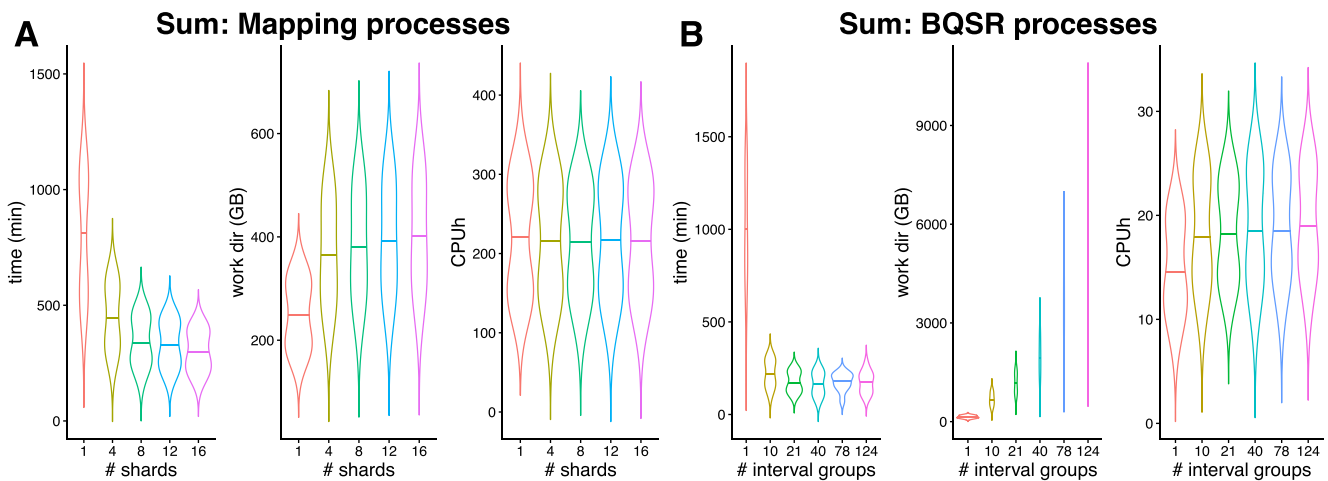 A
Sum: Mapping processes
time (min)
1500
1000
500
0
1 4 8 12 16
# shards
work dir (GB)
600
400
200
1 4 8 12 16
# shards
CPUh
400
300
200
100
0
1 4 8 12 16
# shards
B
Sum: BQSR processes
time (min)
1500
1000
500
0
1 10 21 40 78 124
# interval groups
work dir (GB)
9000
6000
3000
0
1 10 21 40 78 124
# interval groups
CPUh
30
20
10
0
1 10 21 40 78 124
# interval groups